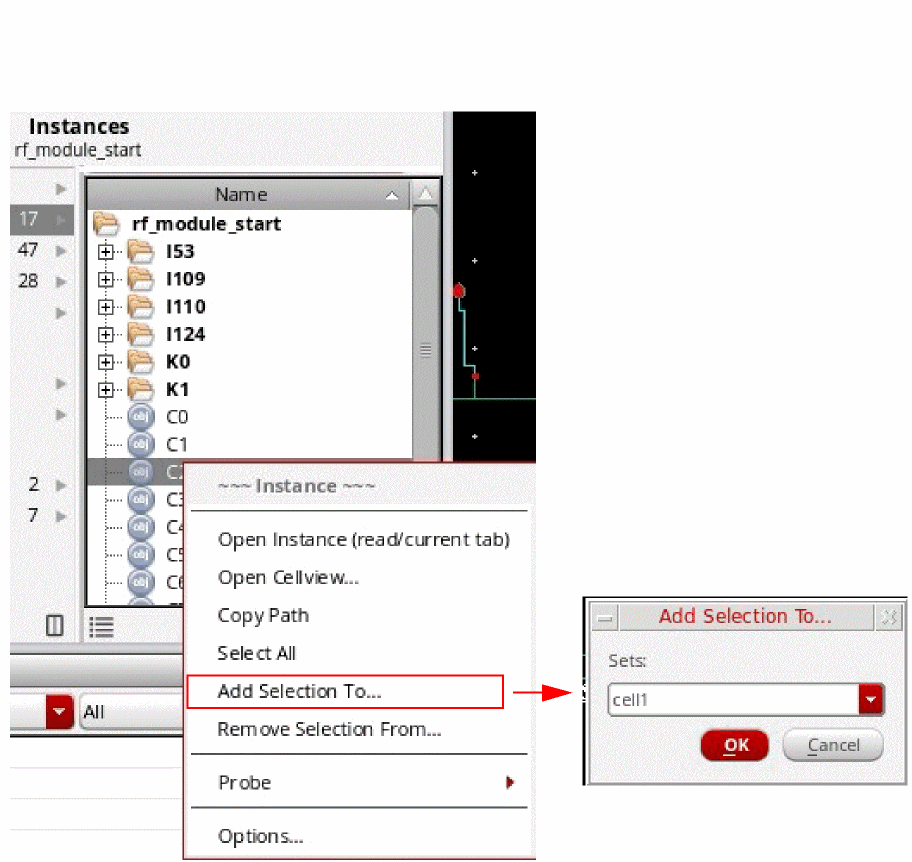 Instances
rf_module_start
17
47
28
2
7
Name
rf_module_start
I53
I109
I110
I124
K0
K1
C0
C1
C3
C4
C5
C6
All
~~~ Instance ~~~
Open Instance (read/current tab)
Open Cellview...
Copy Path
Select All
Add Selection To...
Remove Selection From...
Probe
Options...
Add Selection To...
Sets:
cell1
OK
Cancel